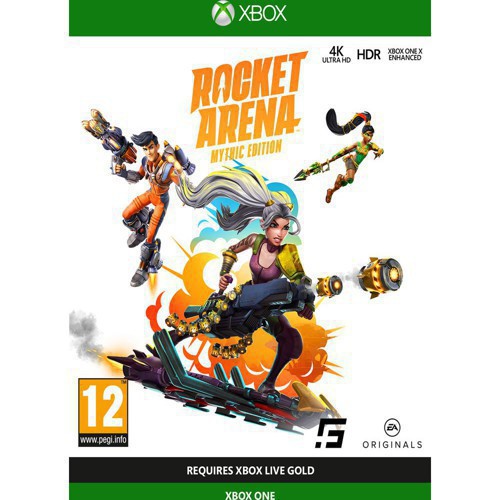 XBOX
4K
ULTRA HD
HDR
XBOX ONE X
ENHANCED
ROCKET
ARENA™
MYTHIC EDITION
12
www.pegi.info
EA
ORIGINALS
REQUIRES XBOX LIVE GOLD
XBOX ONE